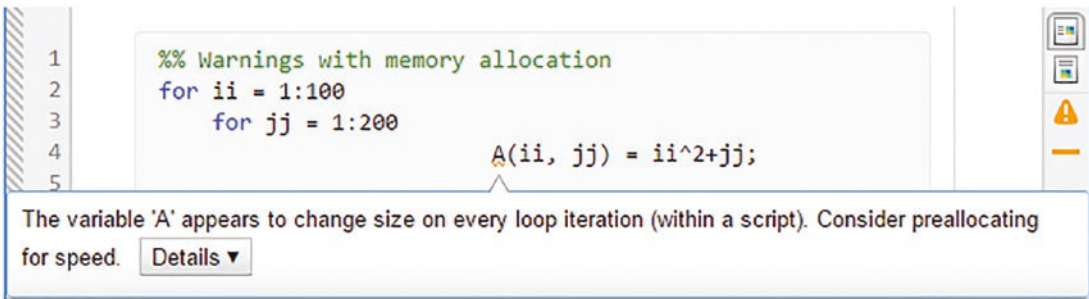 1 %% Warnings with memory allocation
2 for ii = 1:100
3 for jj = 1:200
4 A(ii, jj) = ii^2+jj;
5
The variable 'A' appears to change size on every loop iteration (within a script). Consider preallocating
for speed. Details ▼